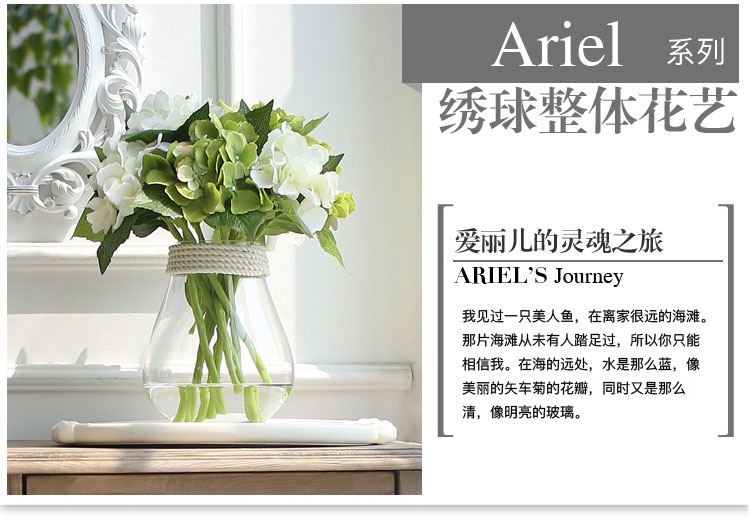 Ariel 系列
绣球整体花艺
爱丽儿的灵魂之旅
ARIEL'S Journey
我见过一只美人鱼，在离家很远的海滩。
那片海滩从未有人踏足过，所以你只能
相信我。在海的远处，水是那么蓝，像
美丽的矢车菊的花瓣，同时又是那么
清，像明亮的玻璃。